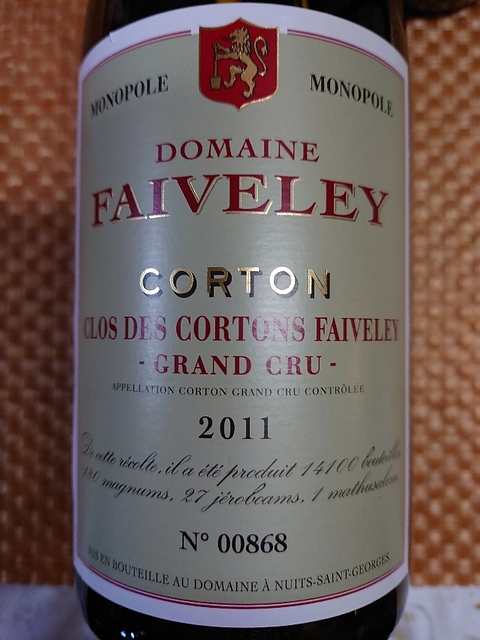 MONOPOLE MONOPOLE
DOMAINE
FAIVELEY
CORTON
CLOS DES CORTONS FAIVELEY
- GRAND CRU -
APPELLATION CORTON GRAND CRU CONTRÔLÉE
2011
De cette récolte, il a été produit 14100 bouteilles
180 magnums, 27 jéroboams, 1 mathusalem
N° 00868
MIS EN BOUTEILLE AU DOMAINE À NUITS-SAINT-GEORGES